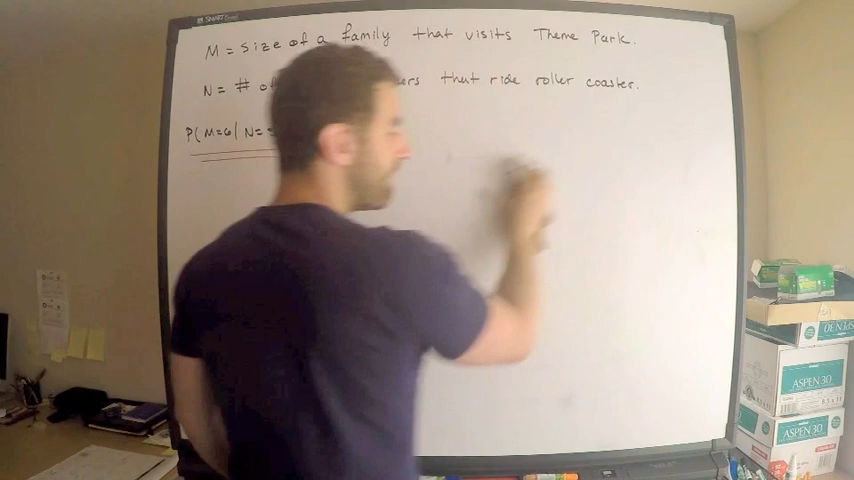 SMART
M = Size of a family that visits Theme Park.
N = # of ers that ride roller coaster.
P( M=6 | N=
ASPEN 30
ASPEN 30
ASPEN 30